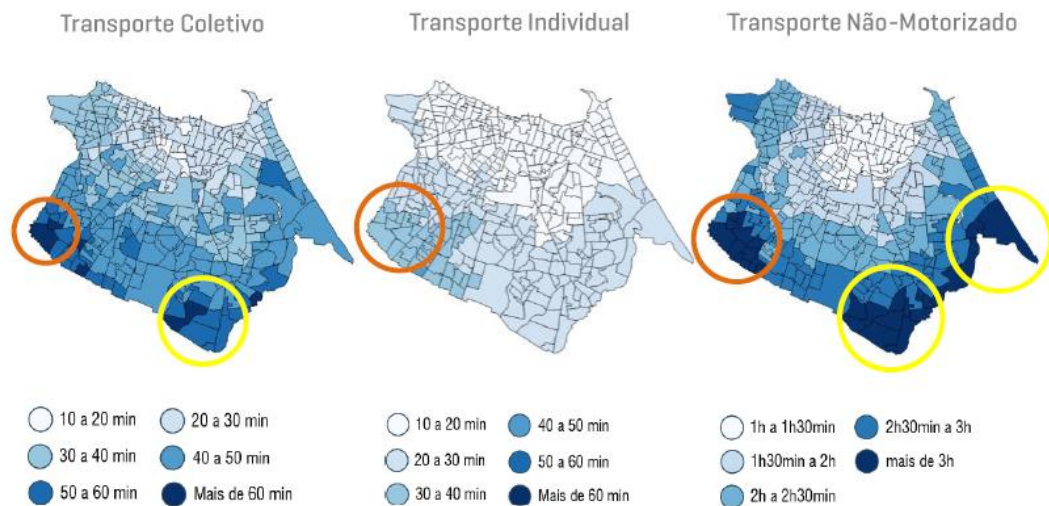 Transporte Coletivo
Transporte Individual
Transporte Não-Motorizado
10 a 20 min
20 a 30 min
30 a 40 min
40 a 50 min
50 a 60 min
Mais de 60 min
10 a 20 min
40 a 50 min
20 a 30 min
50 a 60 min
30 a 40 min
Mais de 60 min
1h a 1h30min
2h30min a 3h
1h30min a 2h
mais de 3h
2h a 2h30min